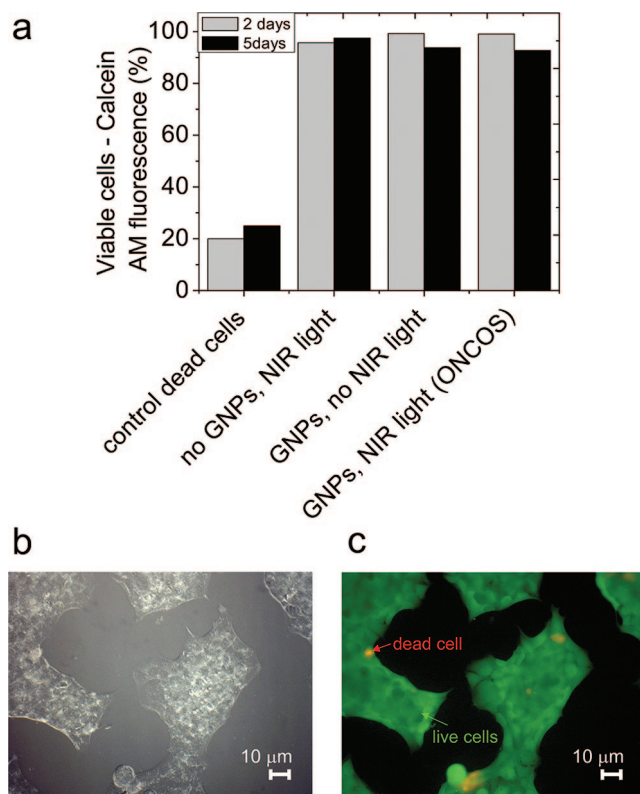 a
2 days
5days
Viable cells - Calcein
AM fluorescence (%)
100
80
60
40
20
0
control dead cells
no GNPs, NIR light
GNPs, no NIR light
GNPs, NIR light (ONCOS)
b
c
dead cell
live cells
10 μm
10 μm